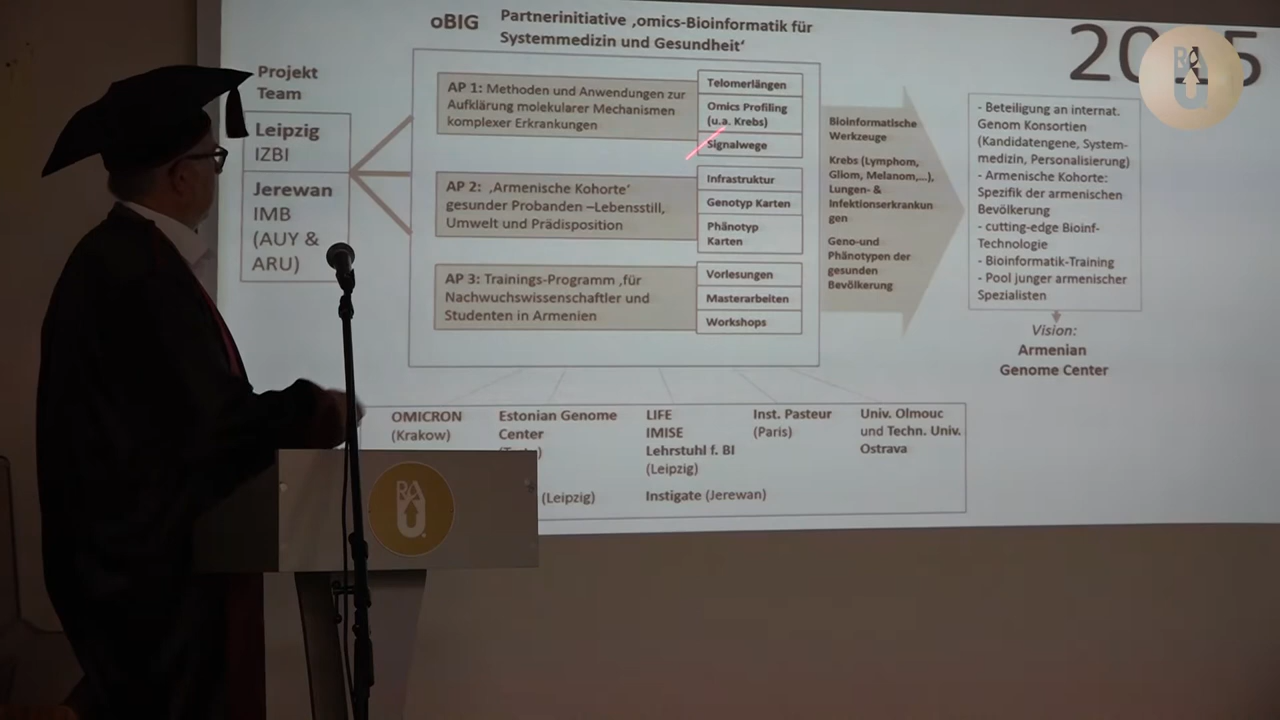 oBIG
Partnerinitiative ‚omics-Bioinformatik für
Systemmedizin und Gesundheit‘
Projekt
Team
Leipzig
IZBI
Jerewan
IMB
(AUY &
ARU)
AP 1: Methoden und Anwendungen zur
Aufklärung molekularer Mechanismen
komplexer Erkrankungen
Telomerlängen
Omics Profiling
(u.a. Krebs)
Signalwege
AP 2: ‚Armenische Kohorte‘
gesunder Probanden –Lebensstill,
Umwelt und Prädisposition
Infrastruktur
Genotyp Karten
Phänotyp
Karten
AP 3: Trainings-Programm ‚für
Nachwuchswissenschaftler und
Studenten in Armenien
Vorlesungen
Masterarbeiten
Workshops
Bioinformatische
Werkzeuge
Krebs (Lymphom,
Gliom, Melanom,...),
Lungen- &
Infektionserkrankun
gen
Geno-und
Phänotypen der
gesunden
Bevölkerung
- Beteiligung an internat.
Genom Konsortien
(Kandidatengene, System-
medizin, Personalisierung)
- Armenische Kohorte:
Spezifik der armenischen
Bevölkerung
- cutting-edge Bioinf-
Technologie
- Bioinformatik-Training
- Pool junger armenischer
Spezialisten
Vision:
Armenian
Genome Center
OMICRON
(Krakow)
Estonian Genome
Center
(Leipzig)
LIFE
IMISE
Lehrstuhl f. BI
(Leipzig)
Instigate (Jerewan)
Inst. Pasteur
(Paris)
Univ. Olmouc
und Techn. Univ.
Ostrava
RAU
RAU